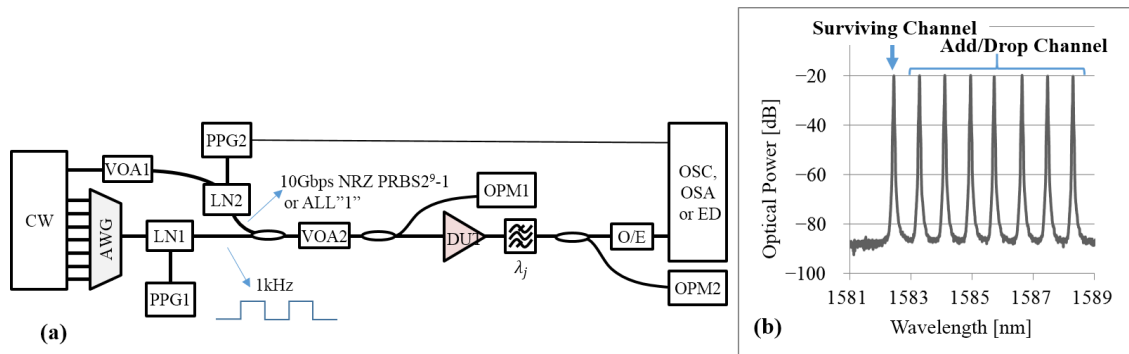 CW
VOA1
AWG
PPG2
LN2
LN1
PPG1
1kHz
10Gbps NRZ PRBS2⁹-1
or ALL”1”
VOA2
OPM1
DUT
λj
O/E
OSC,
OSA
or ED
OPM2
(a)
Surviving Channel
Add/Drop Channel
Optical Power [dB]
−20
−40
−60
−80
−100
1581
1583
1585
1587
1589
Wavelength [nm]
(b)